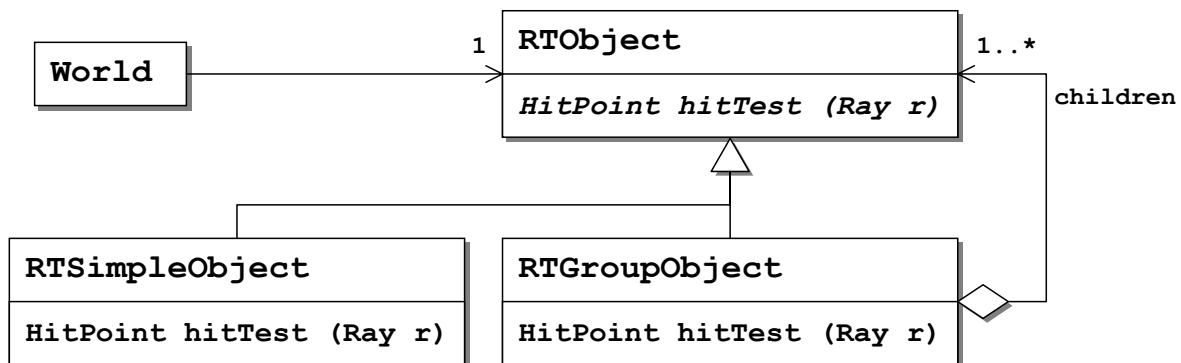 World
1
RTObject
HitPoint hitTest (Ray r)
1..*
children
RTSimpleObject
HitPoint hitTest (Ray r)
RTGroupObject
HitPoint hitTest (Ray r)